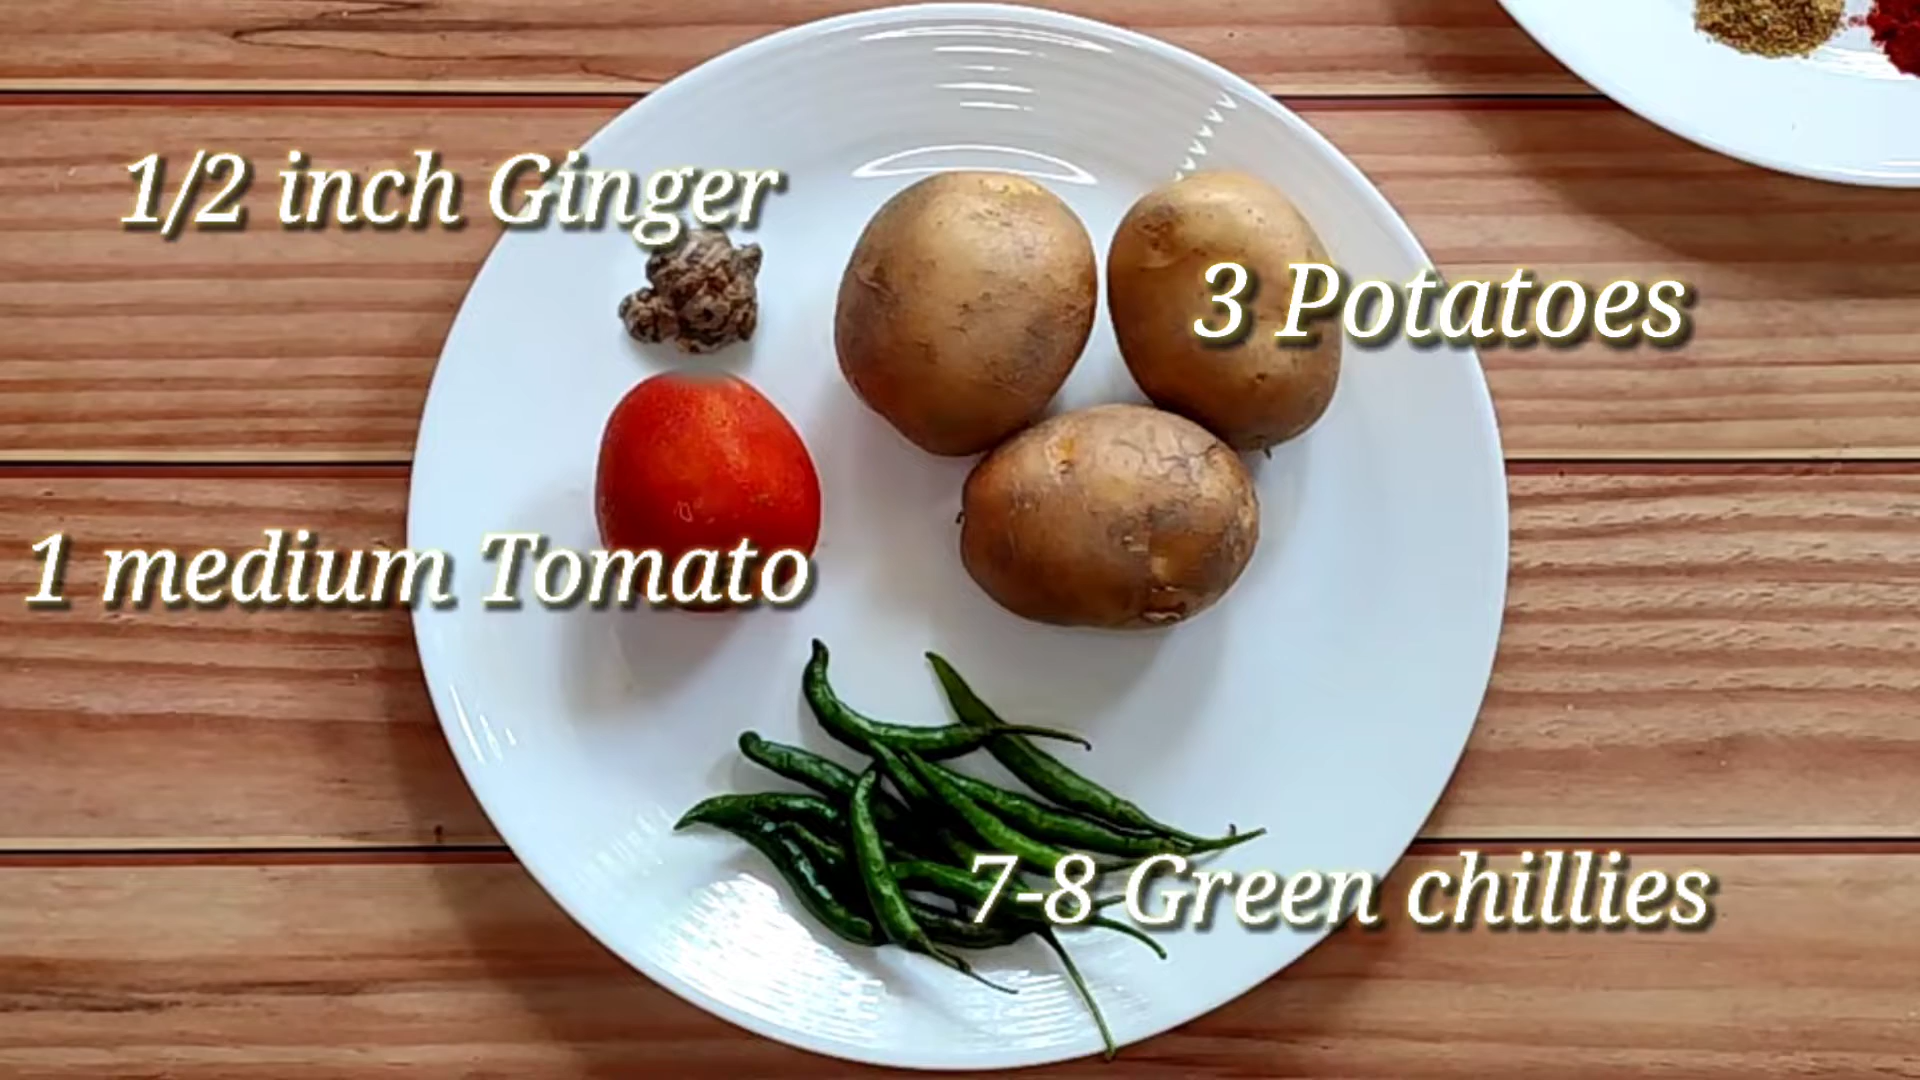 1/2 inch Ginger
3 Potatoes
1 medium Tomato
7-8 Green chillies